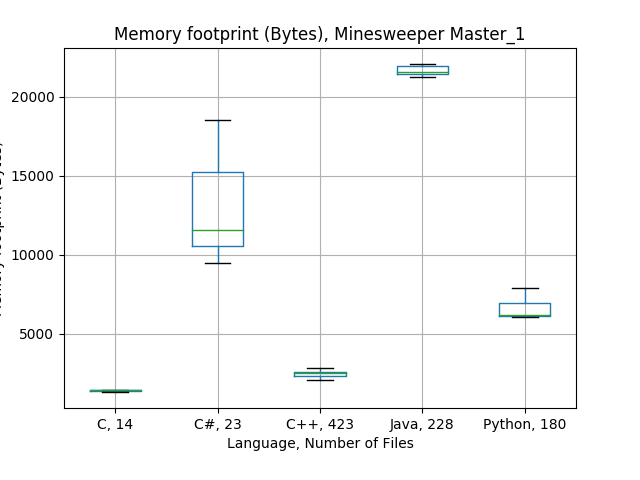 Memory footprint (Bytes), Minesweeper Master_1
20000
15000
10000
5000
C, 14
C#, 23
C++, 423
Java, 228
Python, 180
Language, Number of Files